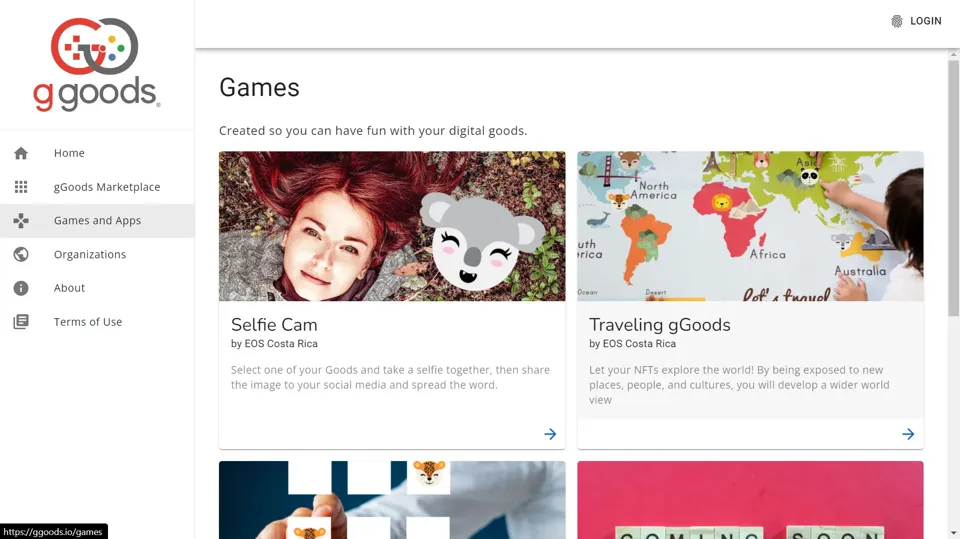 g goods®
Home
gGoods Marketplace
Games and Apps
Organizations
About
Terms of Use
https://ggoods.io/games
LOGIN
Games
Created so you can have fun with your digital goods.
Selfie Cam
by EOS Costa Rica
Select one of your Goods and take a selfie together, then share
the image to your social media and spread the word.
North
America
Asia
South
America
Africa
Australia
Ocean
Desert
let's travel
Traveling gGoods
by EOS Costa Rica
Let your NFTs explore the world! By being exposed to new
places, people, and cultures, you will develop a wider world
view
COMING SOON